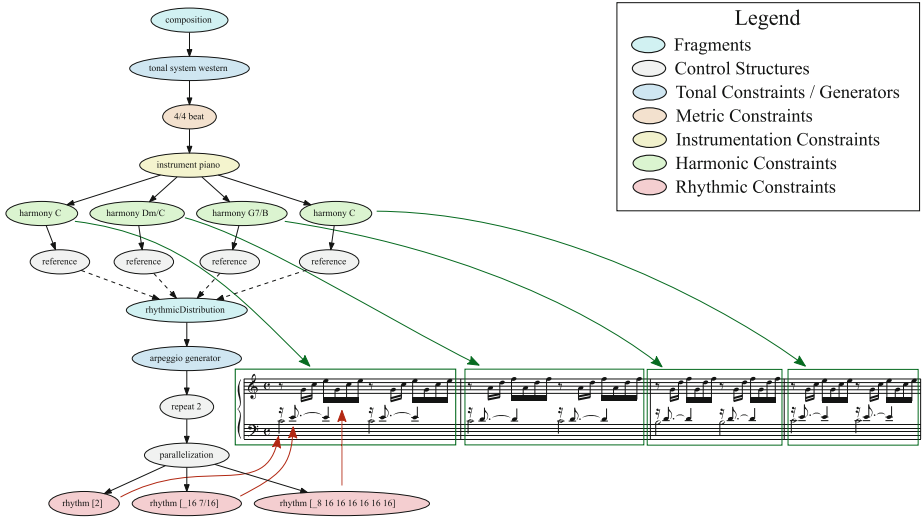 composition
Legend
Fragments
Control Structures
Tonal Constraints / Generators
Metric Constraints
Instrumentation Constraints
Harmonic Constraints
Rhythmic Constraints
tonal system western
4/4 beat
instrument piano
harmony C
harmony Dm/C
harmony G7/B
harmony C
reference
reference
reference
reference
rhythmicDistribution
arpeggio generator
repeat 2
parallelization
rhythm [2]
rhythm [_16 7/16]
rhythm [_8 16 16 16 16 16 16]